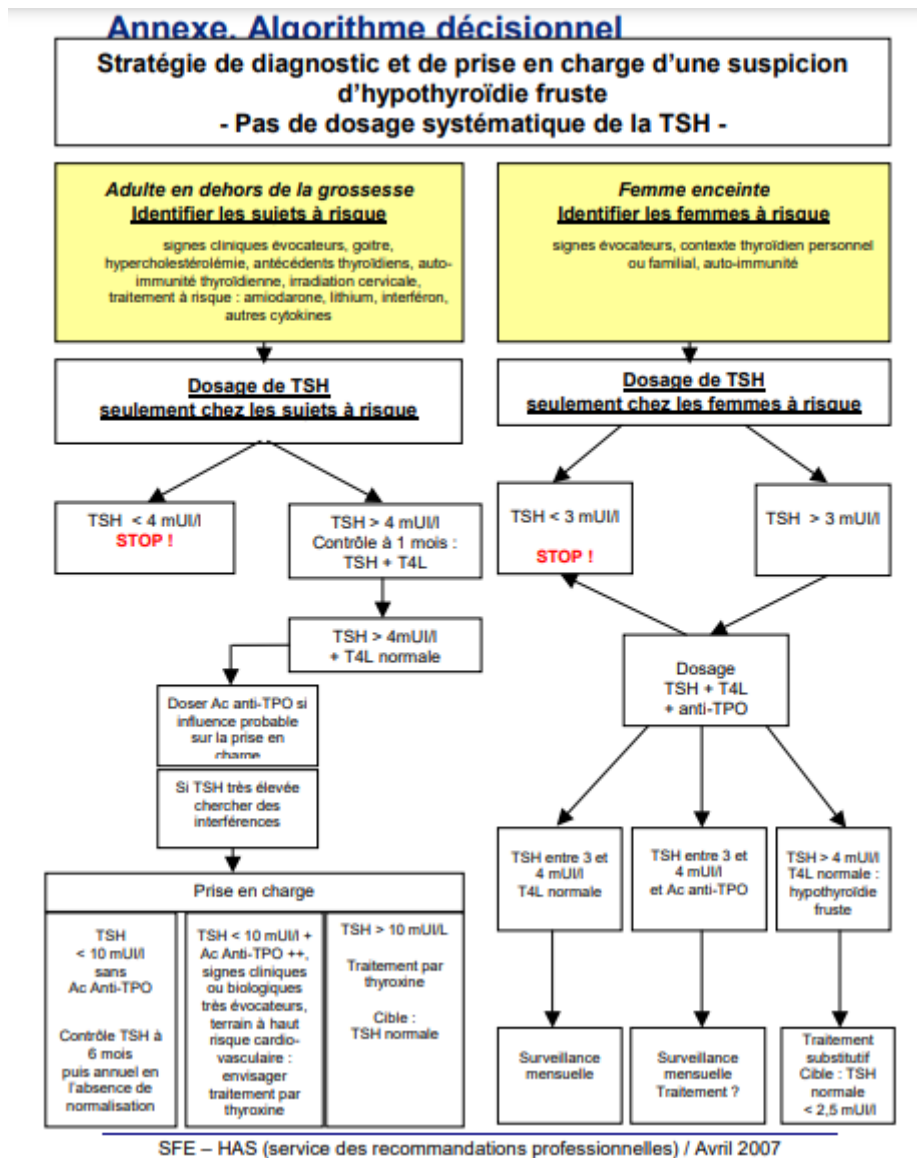 Annexe. Algorithme décisionnel
Stratégie de diagnostic et de prise en charge d'une suspicion
d'hypothyroïdie fruste
- Pas de dosage systématique de la TSH -
Adulte en dehors de la grossesse
Identifier les sujets à risque
signes cliniques évocateurs, goitre,
hypercholestérolémie, antécédents thyroïdiens, auto-
immunité thyroïdienne, irradiation cervicale,
traitement à risque : amiodarone, lithium, interféron,
autres cytokines
Femme enceinte
Identifier les femmes à risque
signes évocateurs, contexte thyroïdien personnel
ou familial, auto-immunité
Dosage de TSH
seulement chez les sujets à risque
Dosage de TSH
seulement chez les femmes à risque
TSH < 4 mUI/l
STOP !
TSH > 4 mUI/l
Contrôle à 1 mois :
TSH + T4L
TSH < 3 mUI/l
STOP !
TSH > 3 mUI/l
TSH > 4mUI/l
+ T4L normale
Dosage
TSH + T4L
+ anti-TPO
Doser Ac anti-TPO si
influence probable
sur la prise en
charge
Si TSH très élevée
chercher des
interférences
TSH entre 3 et
4 mUI/l
T4L normale
TSH entre 3 et
4 mUI/l
et Ac anti-TPO
TSH > 4 mUI/l
T4L normale :
hypothyroïdie
fruste
Prise en charge
TSH
< 10 mUI/l
sans
Ac Anti-TPO
Contrôle TSH à
6 mois
puis annuel en
l'absence de
normalisation
TSH < 10 mUI/l +
Ac Anti-TPO ++,
signes cliniques
ou biologiques
très évocateurs,
terrain à haut
risque cardio-
vasculaire :
envisager
traitement par
thyroxine
TSH > 10 mUI/L
Traitement par
thyroxine
Cible :
TSH normale
Surveillance
mensuelle
Surveillance
mensuelle
Traitement ?
Traitement
substitutif
Cible : TSH
normale
< 2,5 mUI/l
SFE – HAS (service des recommandations professionnelles) / Avril 2007